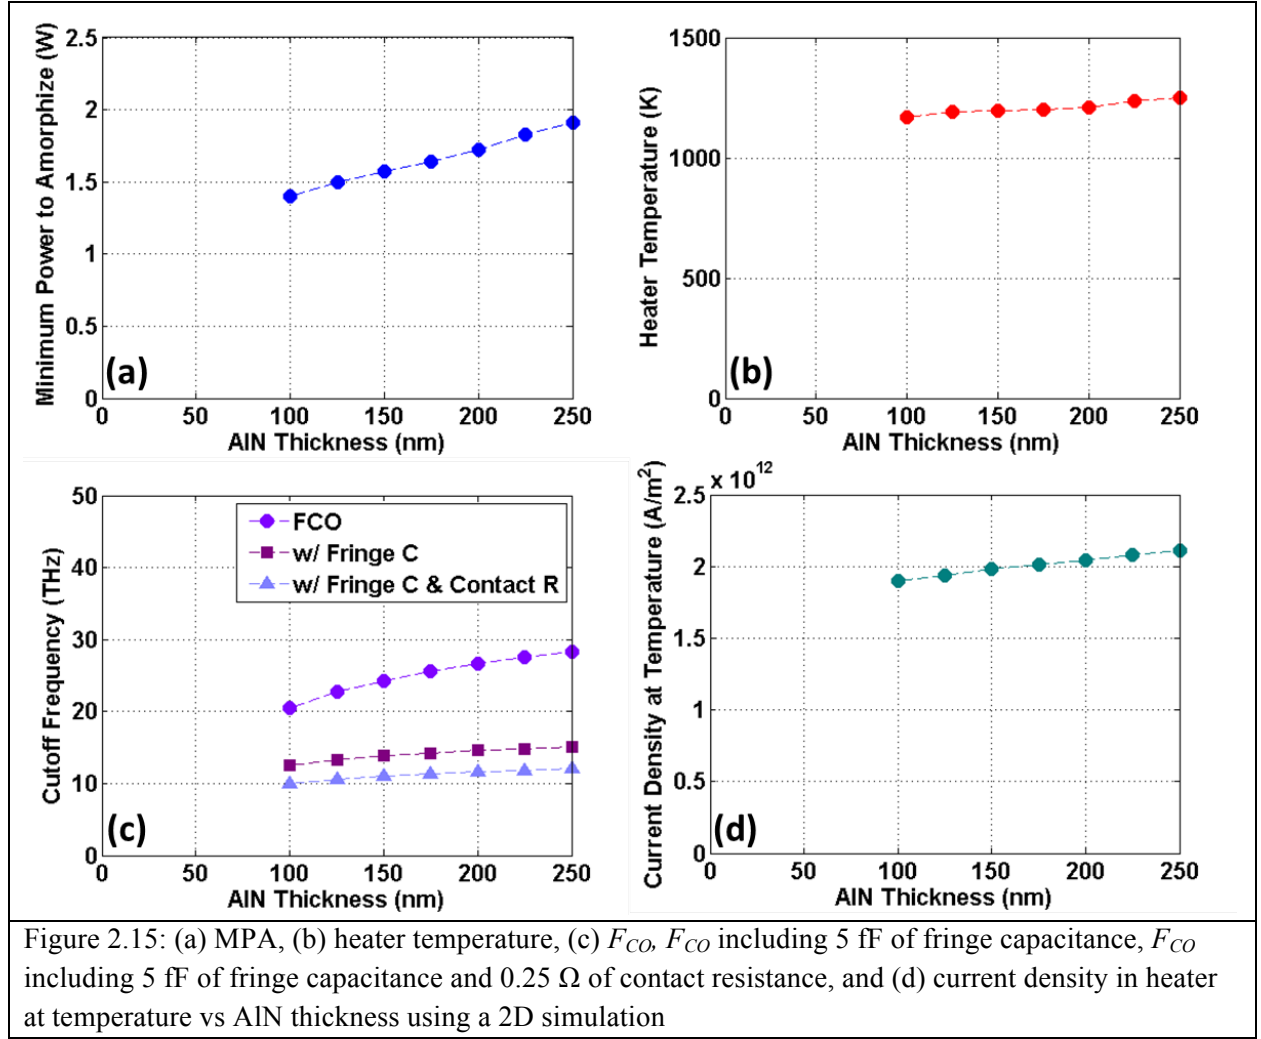 Minimum Power to Amorphize (W)
2.5
2
1.5
1
0.5
0
(a)
0 50 100 150 200 250
AlN Thickness (nm)
Heater Temperature (K)
1500
1000
500
0
(b)
0 50 100 150 200 250
AlN Thickness (nm)
Cutoff Frequency (THz)
50
40
30
20
10
0
FCO
w/ Fringe C
w/ Fringe C & Contact R
(c)
0 50 100 150 200 250
AlN Thickness (nm)
Current Density at Temperature (A/m²)
x 10¹²
2.5
2
1.5
1
0.5
0
(d)
0 50 100 150 200 250
AlN Thickness (nm)
Figure 2.15: (a) MPA, (b) heater temperature, (c) F_CO, F_CO including 5 fF of fringe capacitance, F_CO
including 5 fF of fringe capacitance and 0.25 Ω of contact resistance, and (d) current density in heater
at temperature vs AlN thickness using a 2D simulation